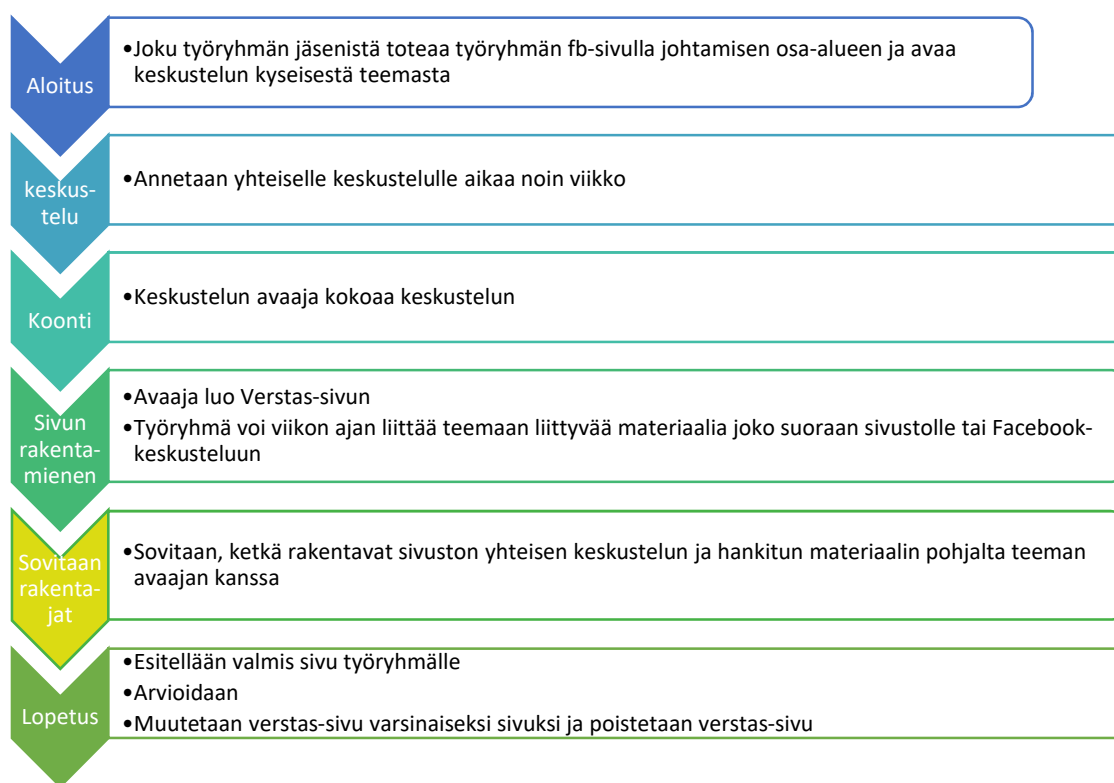 Aloitus
•Joku työryhmän jäsenistä toteaa työryhmän fb-sivulla johtamisen osa-alueen ja avaa
keskustelun kyseisestä teemasta
keskus-
telu
•Annetaan yhteiselle keskustelulle aikaa noin viikko
Koonti
•Keskustelun avaaja kokoaa keskustelun
Sivun
rakenta-
mienen
•Avaaja luo Verstas-sivun
•Työryhmä voi viikon ajan liittää teemaan liittyvää materiaalia joko suoraan sivustolle tai Facebook-
keskusteluun
Sovitaan
rakenta-
jat
•Sovitaan, ketkä rakentavat sivuston yhteisen keskustelun ja hankitun materiaalin pohjalta teeman
avaajan kanssa
Lopetus
•Esitellään valmis sivu työryhmälle
•Arvioidaan
•Muutetaan verstas-sivu varsinaiseksi sivuksi ja poistetaan verstas-sivu